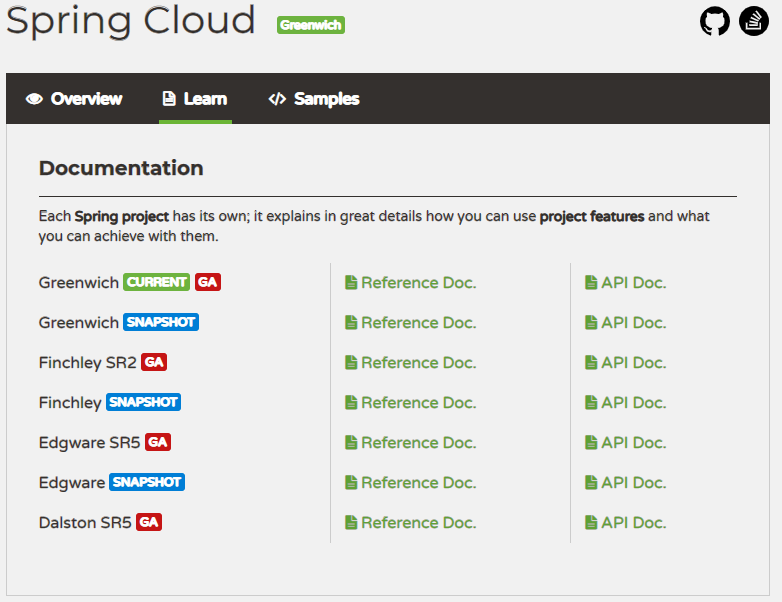 Spring Cloud Greenwich
Overview Learn Samples
Documentation
Each Spring project has its own; it explains in great details how you can use project features and what
you can achieve with them.
Greenwich CURRENT GA Reference Doc. API Doc.
Greenwich SNAPSHOT Reference Doc. API Doc.
Finchley SR2 GA Reference Doc. API Doc.
Finchley SNAPSHOT Reference Doc. API Doc.
Edgware SR5 GA Reference Doc. API Doc.
Edgware SNAPSHOT Reference Doc. API Doc.
Dalston SR5 GA Reference Doc. API Doc.